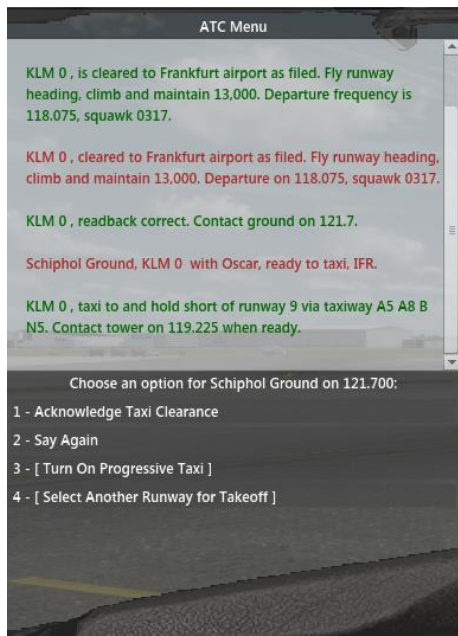 ATC Menu
KLM 0 , is cleared to Frankfurt airport as filed. Fly runway
heading, climb and maintain 13,000. Departure frequency is
118.075, squawk 0317.
KLM 0 , cleared to Frankfurt airport as filed. Fly runway heading,
climb and maintain 13,000. Departure on 118.075, squawk 0317.
KLM 0 , readback correct. Contact ground on 121.7.
Schiphol Ground, KLM 0  with Oscar, ready to taxi, IFR.
KLM 0 , taxi to and hold short of runway 9 via taxiway A5 A8 B
N5. Contact tower on 119.225 when ready.
Choose an option for Schiphol Ground on 121.700:
1 - Acknowledge Taxi Clearance
2 - Say Again
3 - [ Turn On Progressive Taxi ]
4 - [ Select Another Runway for Takeoff ]